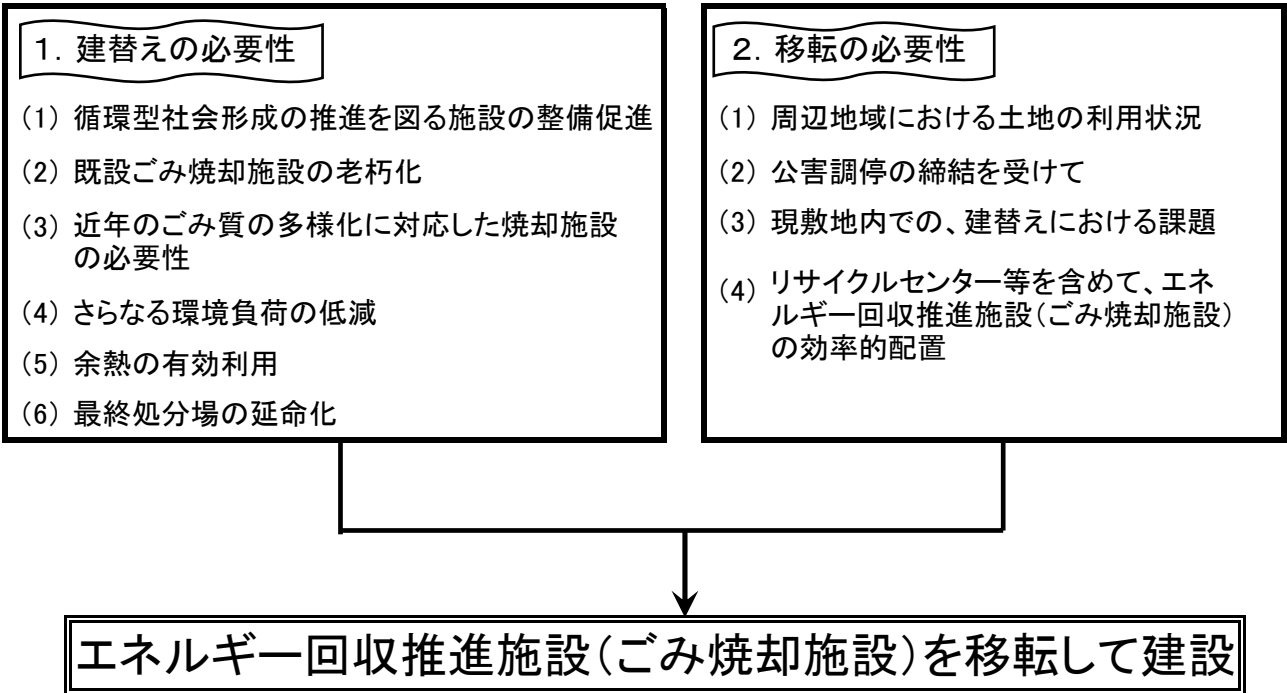 1．建替えの必要性
(1) 循環型社会形成の推進を図る施設の整備促進
(2) 既設ごみ焼却施設の老朽化
(3) 近年のごみ質の多様化に対応した焼却施設
の必要性
(4) さらなる環境負荷の低減
(5) 余熱の有効利用
(6) 最終処分場の延命化
2．移転の必要性
(1) 周辺地域における土地の利用状況
(2) 公害調停の締結を受けて
(3) 現敷地内での、建替えにおける課題
(4) リサイクルセンター等を含めて、エネ
ルギー回収推進施設（ごみ焼却施設）
の効率的配置
エネルギー回収推進施設（ごみ焼却施設）を移転して建設